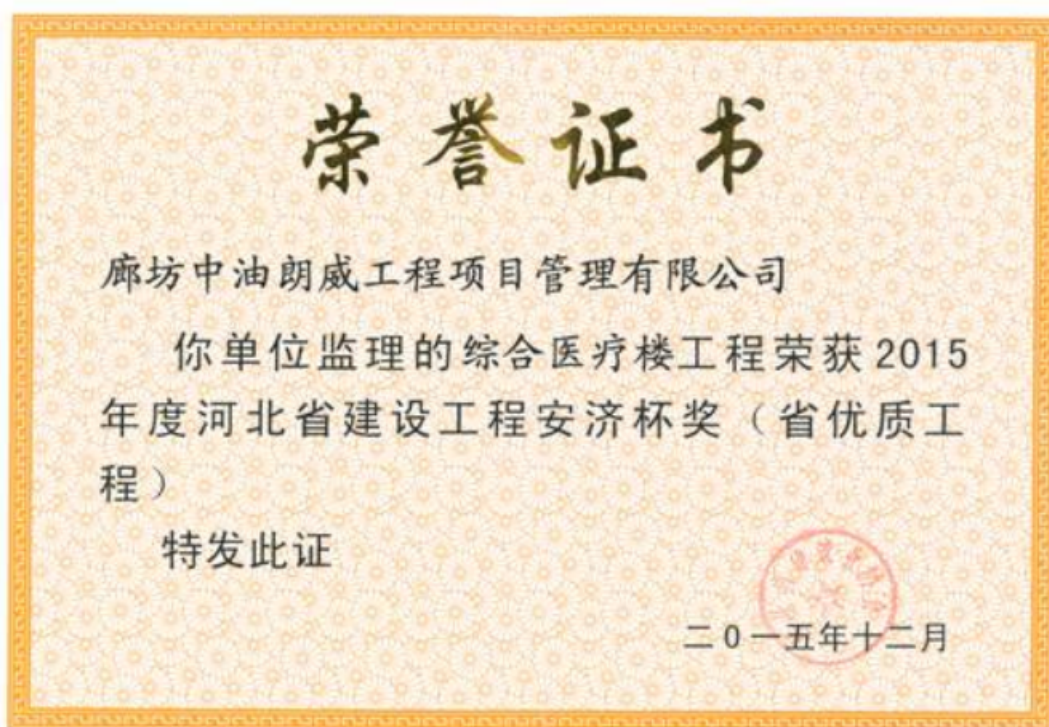 荣誉证书
廊坊中油朗威工程项目管理有限公司
你单位监理的综合医疗楼工程荣获2015
年度河北省建设工程安济杯奖（省优质工
程）
特发此证
二0一五年十二月